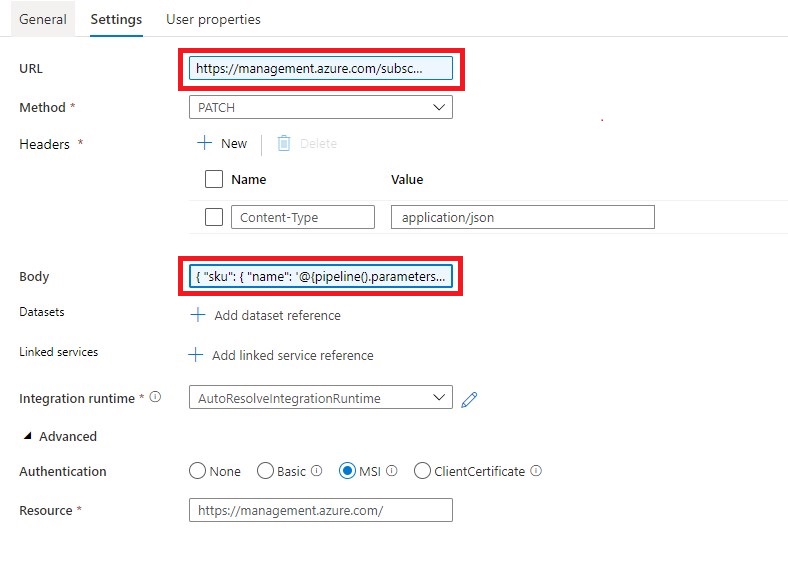 General Settings User properties
URL https://management.azure.com/subsc...
Method * PATCH
Headers * New Delete
Name Value
Content-Type application/json
Body { "sku": { "name": '@{pipeline().parameters...
Datasets Add dataset reference
Linked services Add linked service reference
Integration runtime * AutoResolveIntegrationRuntime
Advanced
Authentication None Basic MSI ClientCertificate
Resource * https://management.azure.com/